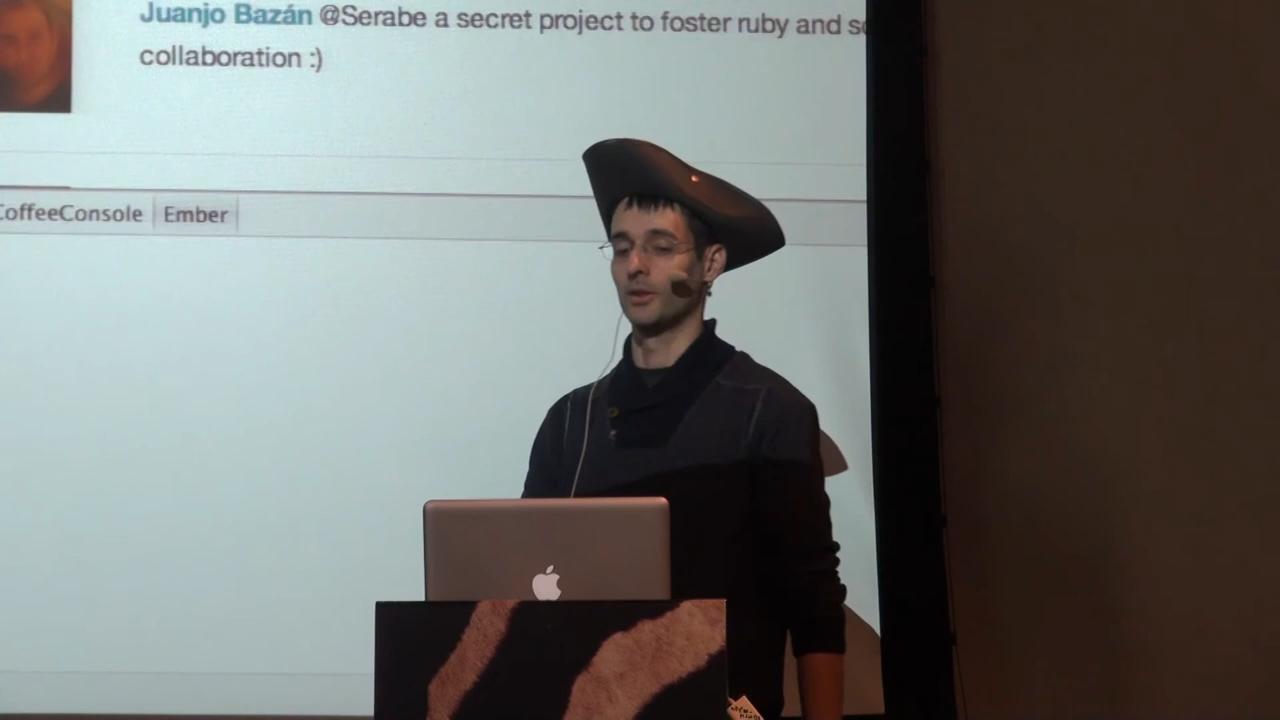 Juanjo Bazán @Serabe a secret project to foster ruby and
collaboration :)
CoffeeConsole Ember